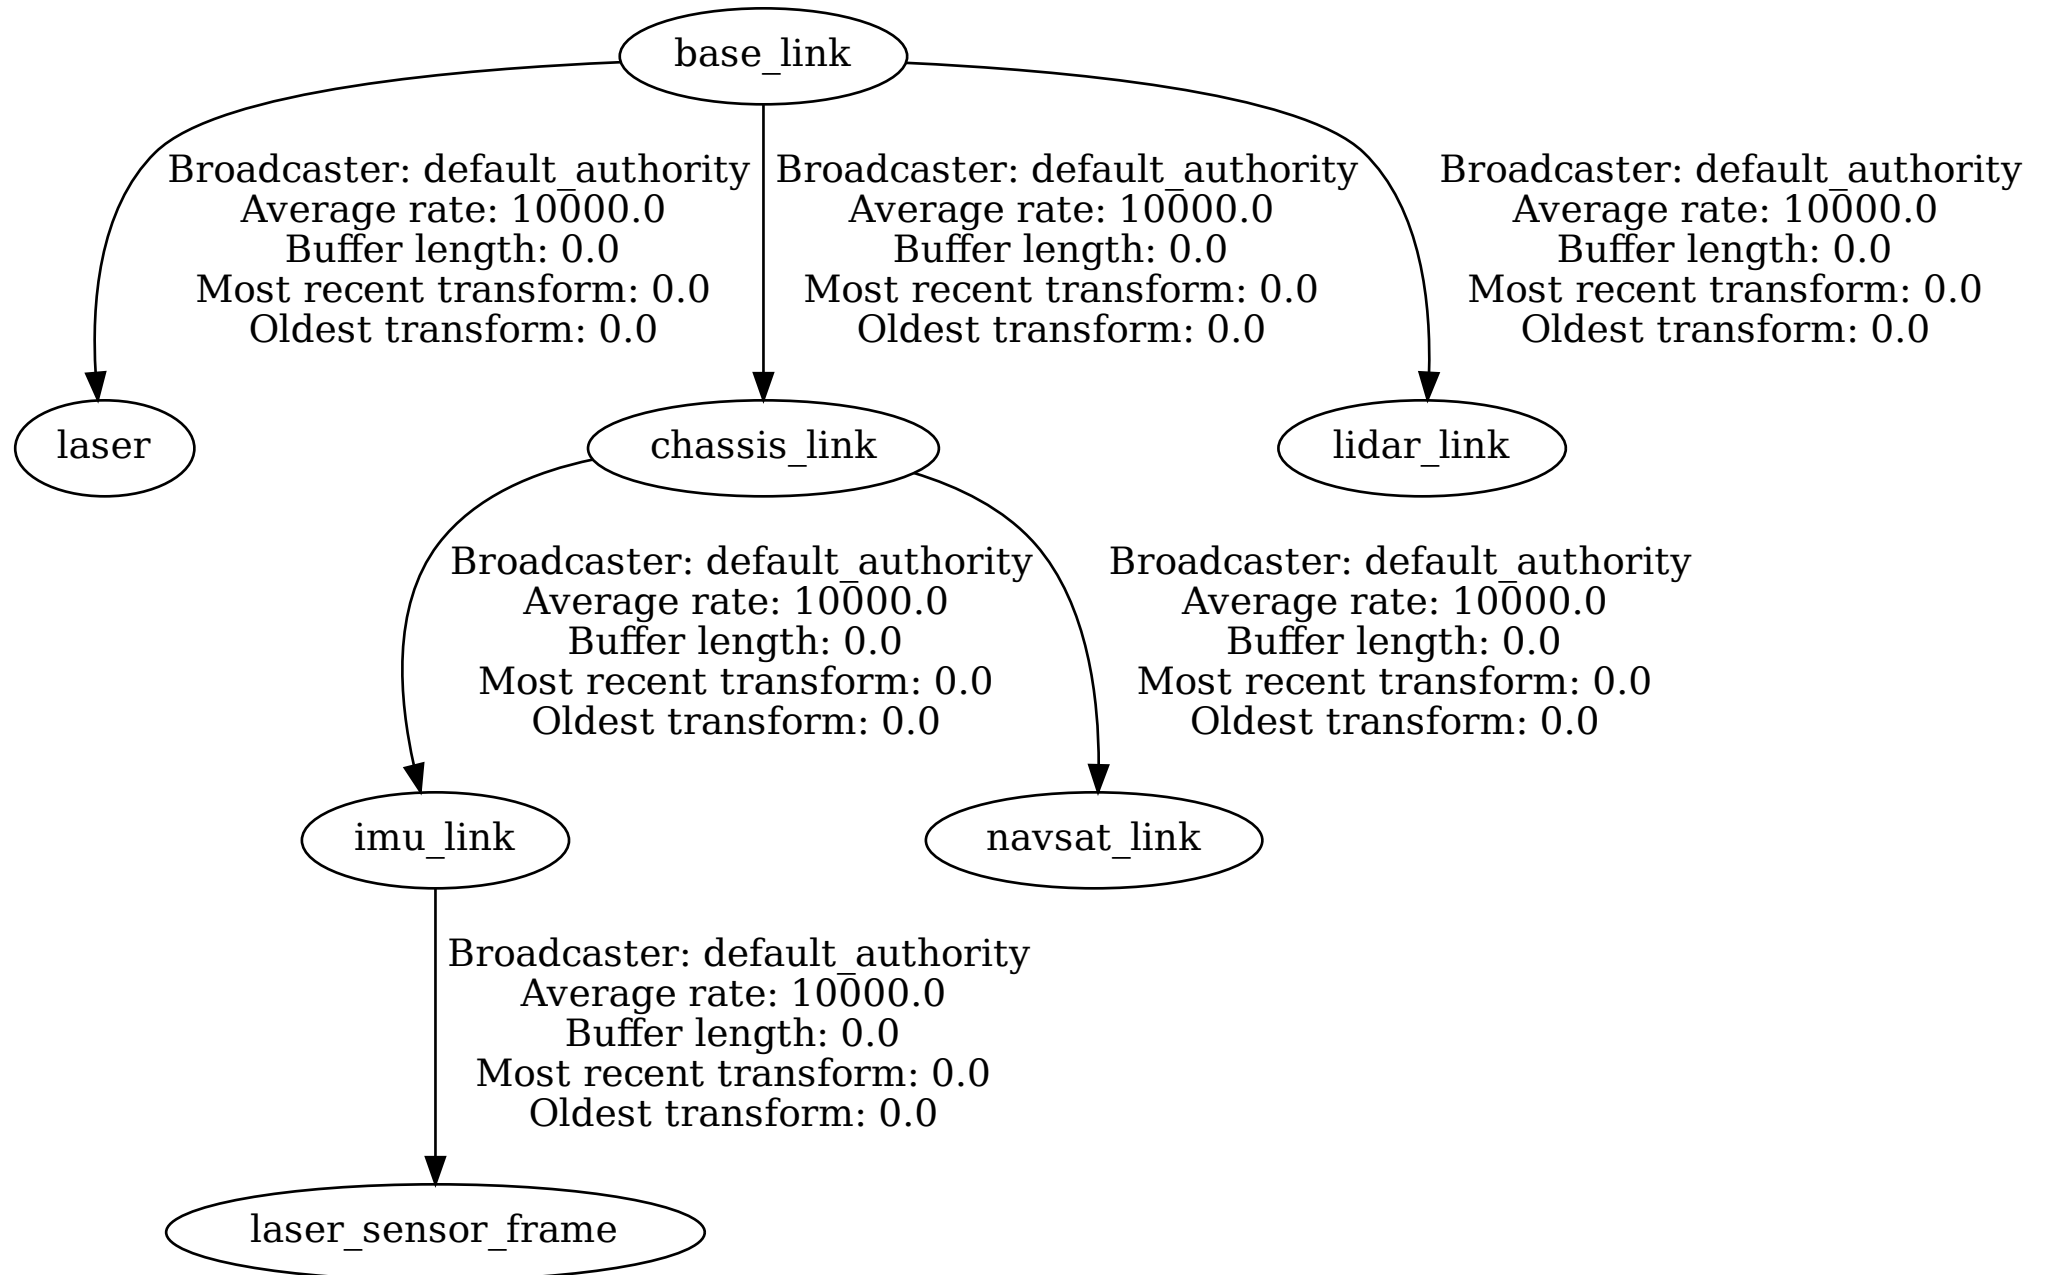 base_link
Broadcaster: default_authority
Average rate: 10000.0
Buffer length: 0.0
Most recent transform: 0.0
Oldest transform: 0.0
Broadcaster: default_authority
Average rate: 10000.0
Buffer length: 0.0
Most recent transform: 0.0
Oldest transform: 0.0
Broadcaster: default_authority
Average rate: 10000.0
Buffer length: 0.0
Most recent transform: 0.0
Oldest transform: 0.0
laser
chassis_link
lidar_link
Broadcaster: default_authority
Average rate: 10000.0
Buffer length: 0.0
Most recent transform: 0.0
Oldest transform: 0.0
Broadcaster: default_authority
Average rate: 10000.0
Buffer length: 0.0
Most recent transform: 0.0
Oldest transform: 0.0
imu_link
navsat_link
Broadcaster: default_authority
Average rate: 10000.0
Buffer length: 0.0
Most recent transform: 0.0
Oldest transform: 0.0
laser_sensor_frame